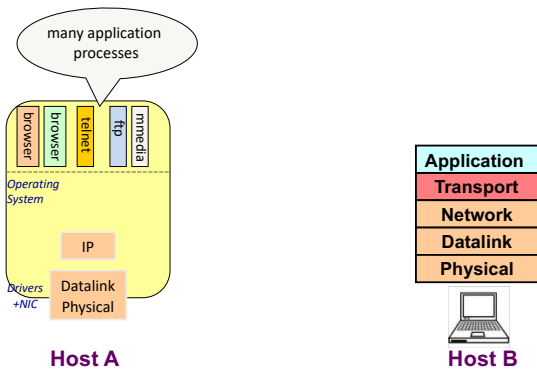 many application
processes
browser
browser
telnet
ftp
mmedia
Operating
System
IP
Drivers
+NIC
Datalink
Physical
Host A
Application
Transport
Network
Datalink
Physical
Host B